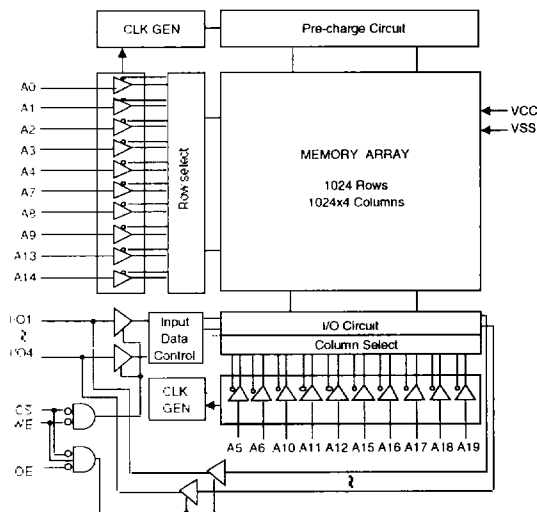 CLK GEN
Pre-charge Circuit
A0
A1
A2
A3
A4
A7
A8
A9
A13
A14
Row select
MEMORY ARRAY
1024 Rows
1024x4 Columns
VCC
VSS
I/O1
I/O4
Input
Data
Control
I/O Circuit
Column Select
CLK
GEN
A5 A6 A10 A11 A12 A15 A16 A17 A18 A19
CS
WE
OE